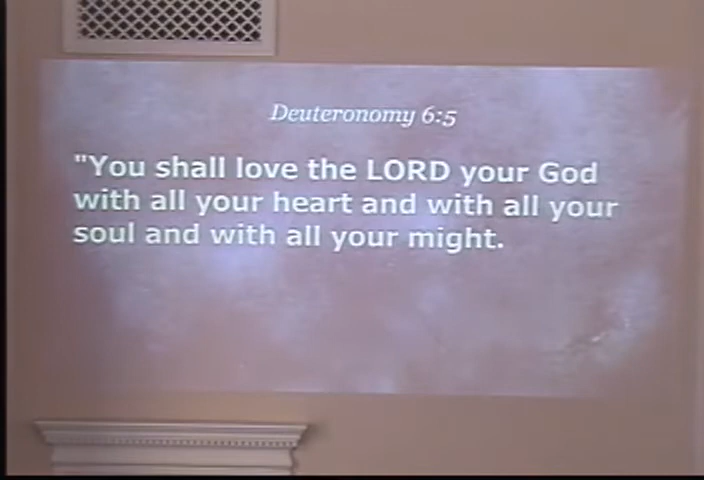 Deuteronomy 6:5
"You shall love the LORD your God
with all your heart and with all your
soul and with all your might.